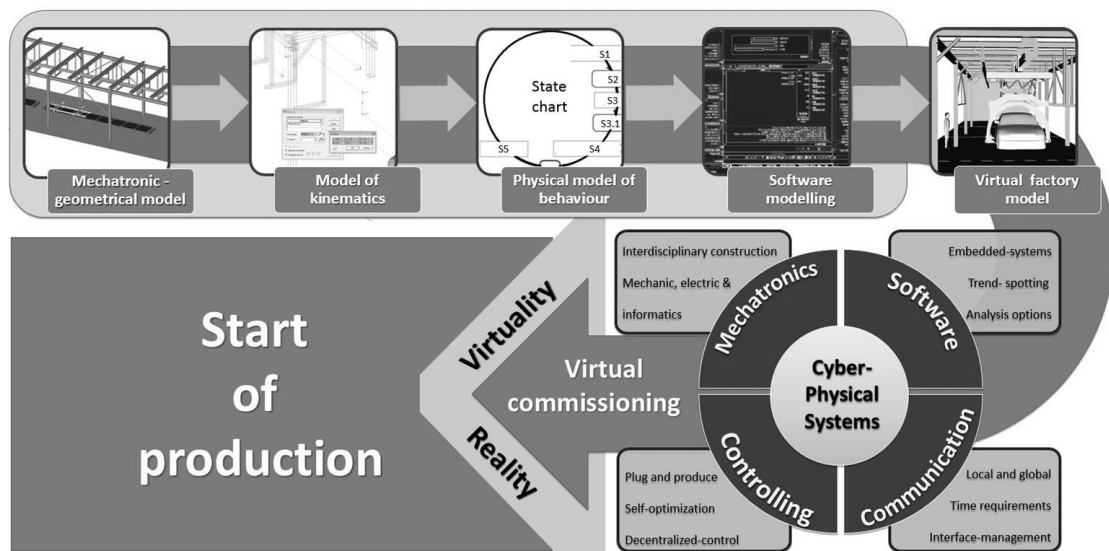 State
chart
S1
S2
S3
S3.1
S4
S5
Mechatronic -
geometrical model
Model of
kinematics
Physical model of
behaviour
Software
modelling
Virtual factory
model
Start
of
production
Virtuality
Reality
Virtual
commissioning
Interdisciplinary construction
Mechanic, electric &
informatics
Embedded-systems
Trend- spotting
Analysis options
Mechatronics
Software
Cyber-
Physical
Systems
Controlling
Communication
Plug and produce
Self-optimization
Decentralized-control
Local and global
Time requirements
Interface-management